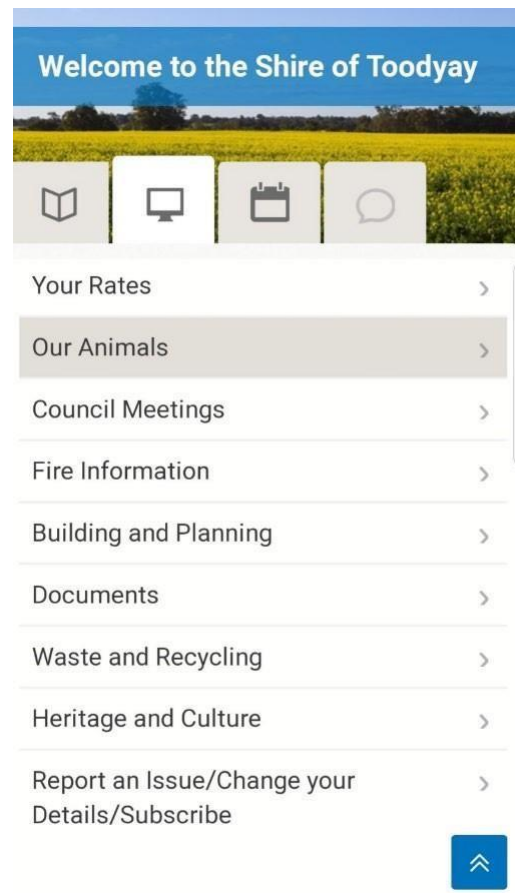 Welcome to the Shire of Toodyay
Your Rates
Our Animals
Council Meetings
Fire Information
Building and Planning
Documents
Waste and Recycling
Heritage and Culture
Report an Issue/Change your
Details/Subscribe